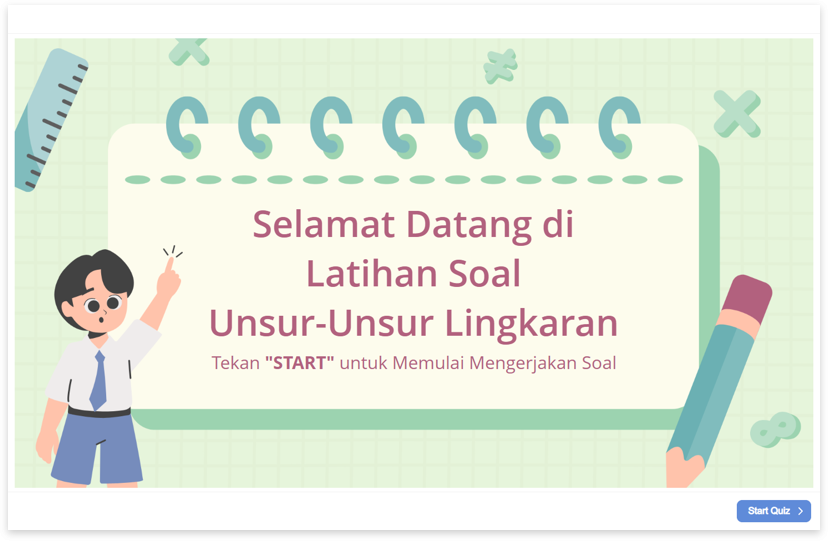 Selamat Datang di
Latihan Soal
Unsur-Unsur Lingkaran
Tekan "START" untuk Memulai Mengerjakan Soal
Start Quiz